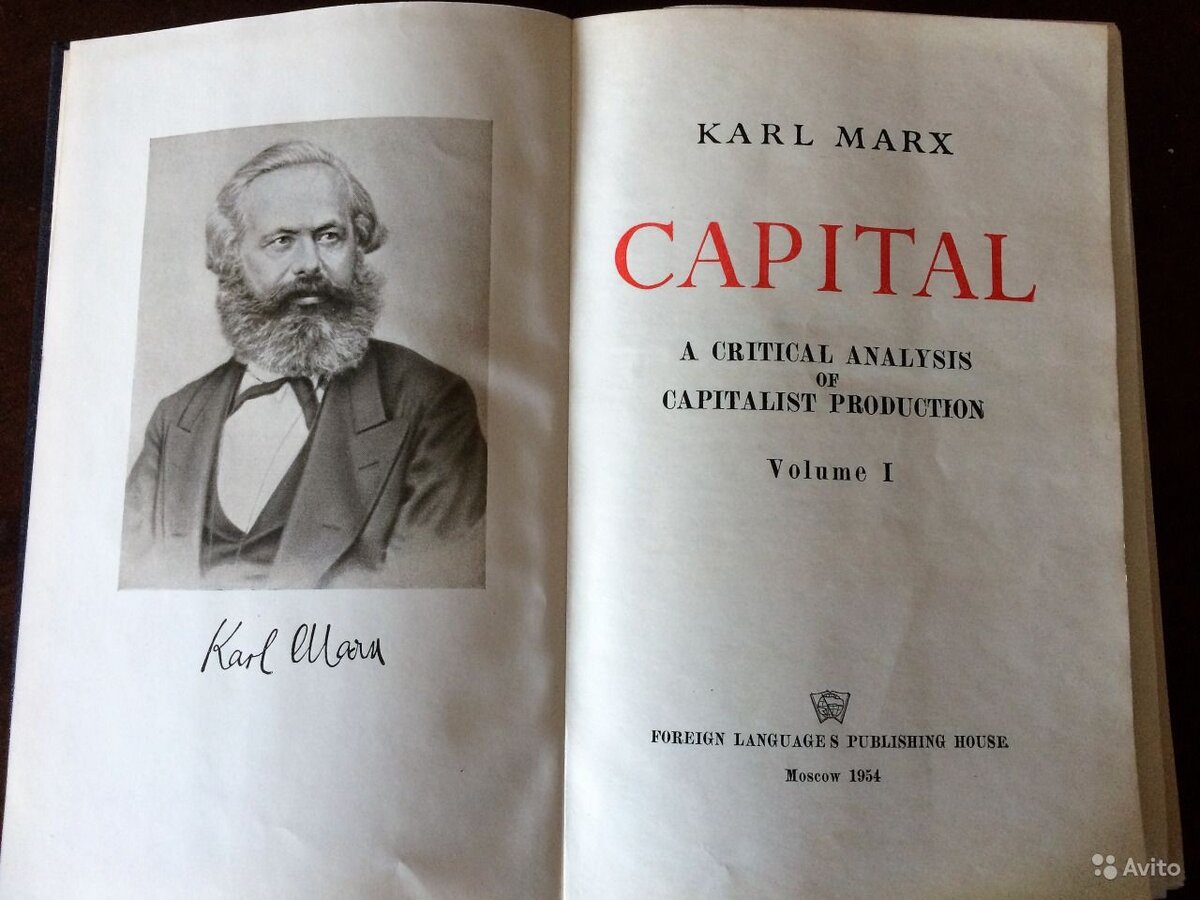 Karl Marx
KARL MARX
CAPITAL
A CRITICAL ANALYSIS
OF
CAPITALIST PRODUCTION
Volume I
FOREIGN LANGUAGES PUBLISHING HOUSE
Moscow 1954
Avito